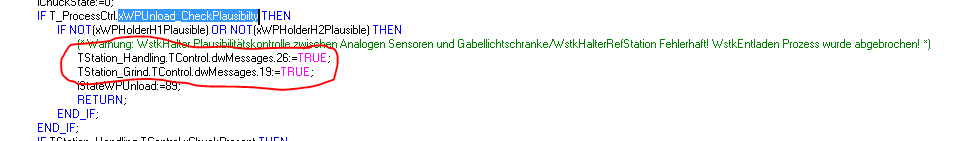 iChuckState:=0;
IF T_ProcessCtrl.xWPUnload_CheckPlausibilty THEN
IF NOT(xWPHolderH1Plausible) OR NOT(xWPHolderH2Plausible) THEN
(* Warnung: WstkHalter Plausibilitätskontrolle zwischen Analogen Sensoren und Gabellichtschranke/WstkHalterRefStation Fehlerhaft! WstkEntladen Prozess wurde abgebrochen! *)
TStation_Handling.TControl.dwMessages.26:=TRUE;
TStation_Grind.TControl.dwMessages.19:=TRUE;
iStateWPUnload:=89;
RETURN;
END_IF;
END_IF;
IF TStation_Handling.TControl.xChuckPresent THEN